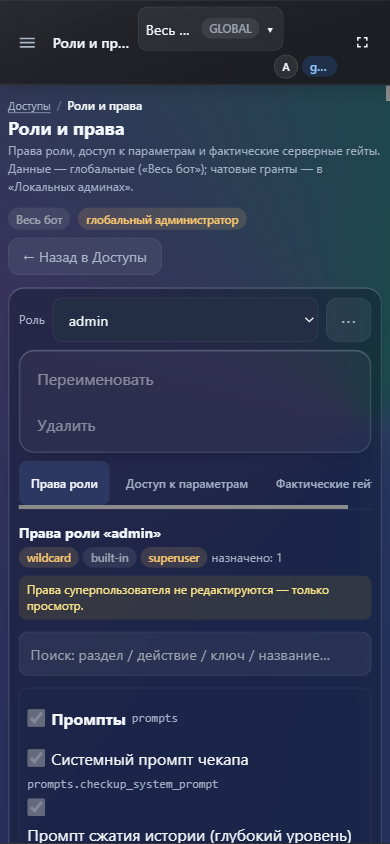 Роли и пр...
Весь ... GLOBAL ▾
A g...
Доступы / Роли и права
Роли и права
Права роли, доступ к параметрам и фактические серверные гейты.
Данные — глобальные («Весь бот»); чатовые гранты — в
«Локальных админах».
Весь бот глобальный администратор
← Назад в Доступы
Роль admin ...
Переименовать
Удалить
Права роли Доступ к параметрам Фактические гей
Права роли «admin»
wildcard built-in superuser назначено: 1
Права суперпользователя не редактируются — только
просмотр.
Поиск: раздел / действие / ключ / название...
Промпты prompts
Системный промпт чекапа
prompts.checkup_system_prompt
Промпт сжатия истории (глубокий уровень)